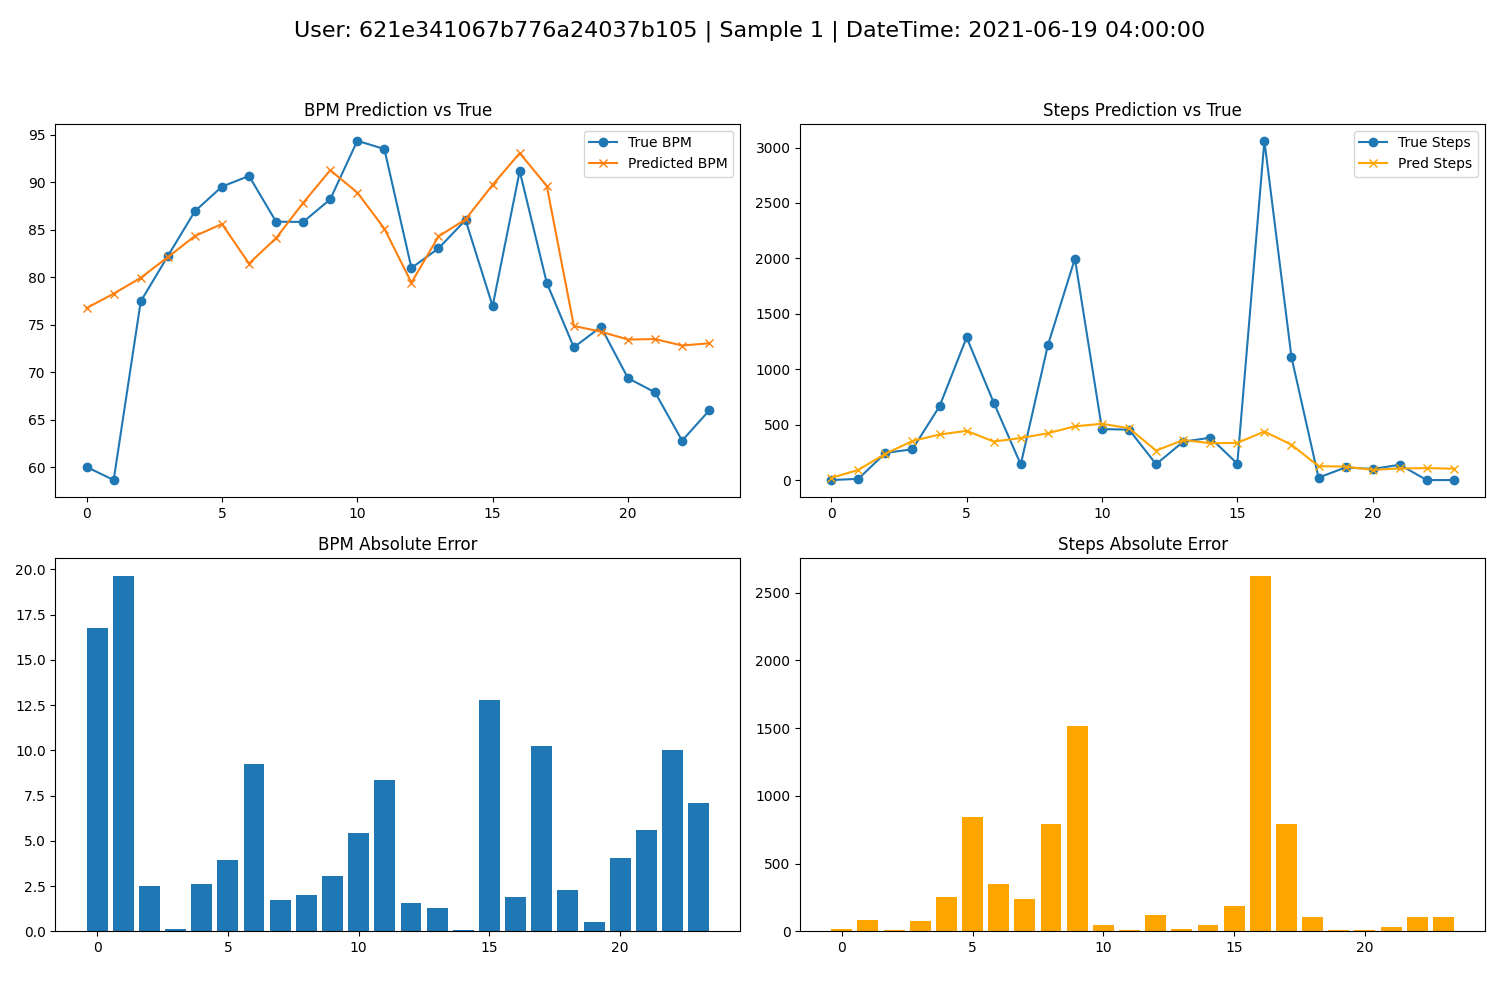 User: 621e341067b776a24037b105 | Sample 1 | DateTime: 2021-06-19 04:00:00
BPM Prediction vs True
95
90
85
80
75
70
65
60
0 5 10 15 20
True BPM
Predicted BPM
Steps Prediction vs True
3000
2500
2000
1500
1000
500
0
0 5 10 15 20
True Steps
Pred Steps
BPM Absolute Error
20.0
17.5
15.0
12.5
10.0
7.5
5.0
2.5
0.0
0 5 10 15 20
Steps Absolute Error
2500
2000
1500
1000
500
0
0 5 10 15 20